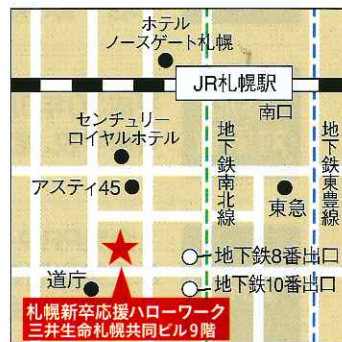 ホテル
ノースゲート札幌
JR札幌駅
南口
センチュリー
ロイヤルホテル
地下鉄南北線
地下鉄東豊線
アスティ45
東急
地下鉄8番出口
道庁
地下鉄10番出口
札幌新卒応援ハローワーク
三井生命札幌共同ビル9階